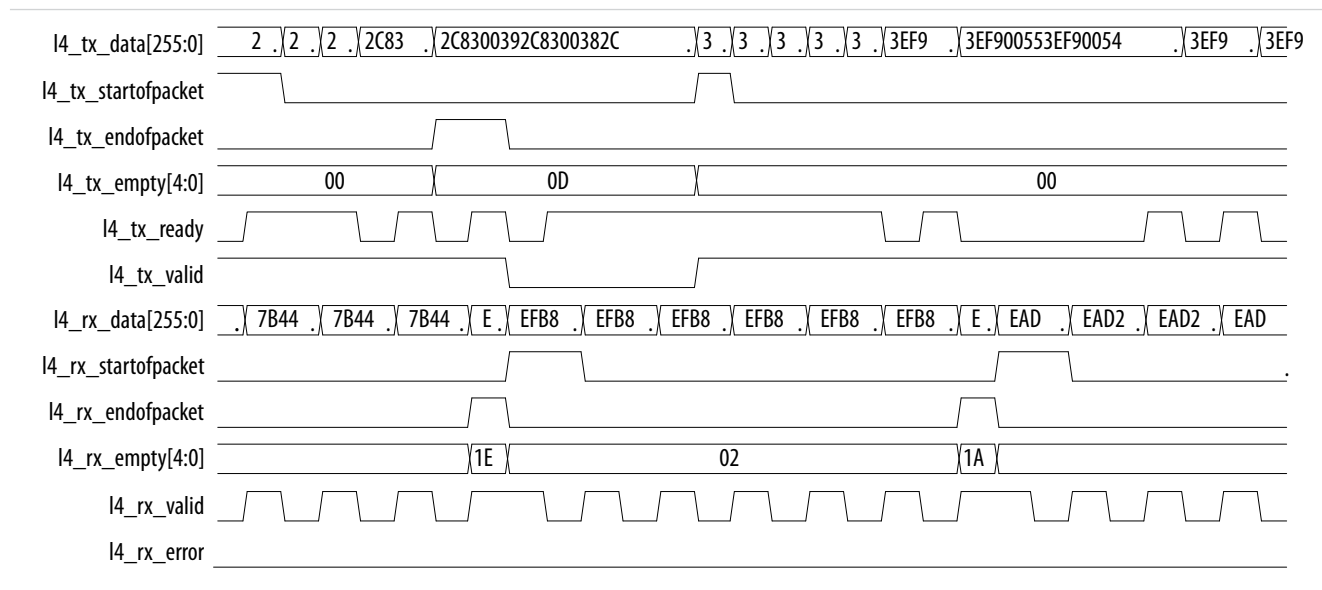 l4_tx_data[255:0] 2 . 2 . 2 . 2C83 . 2C8300392C8300382C . 3 . 3 . 3 . 3 . 3 . 3EF9 . 3EF900553EF90054 . 3EF9 . 3EF9
l4_tx_startofpacket
l4_tx_endofpacket
l4_tx_empty[4:0] 00 0D 00
l4_tx_ready
l4_tx_valid
l4_rx_data[255:0] . 7B44 . 7B44 . 7B44 . E . EFB8 . EFB8 . EFB8 . EFB8 . EFB8 . EFB8 . E . EAD . EAD2 . EAD2 . EAD
l4_rx_startofpacket .
l4_rx_endofpacket
l4_rx_empty[4:0] 1E 02 1A
l4_rx_valid
l4_rx_error